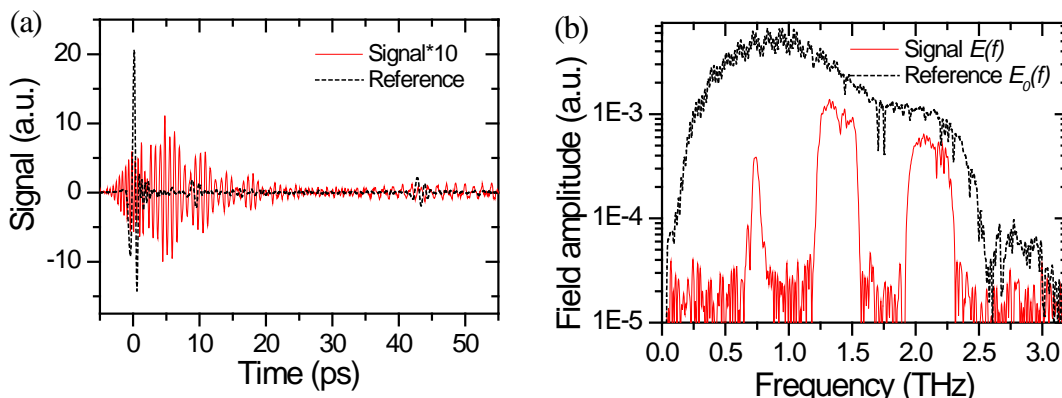 (a)
Signal*10
Reference
Signal (a.u.)
20
10
0
-10
0
10
20
30
40
50
Time (ps)
(b)
Signal E(f)
Reference E₀(f)
Field amplitude (a.u.)
1E-3
1E-4
1E-5
0.0
0.5
1.0
1.5
2.0
2.5
3.0
Frequency (THz)